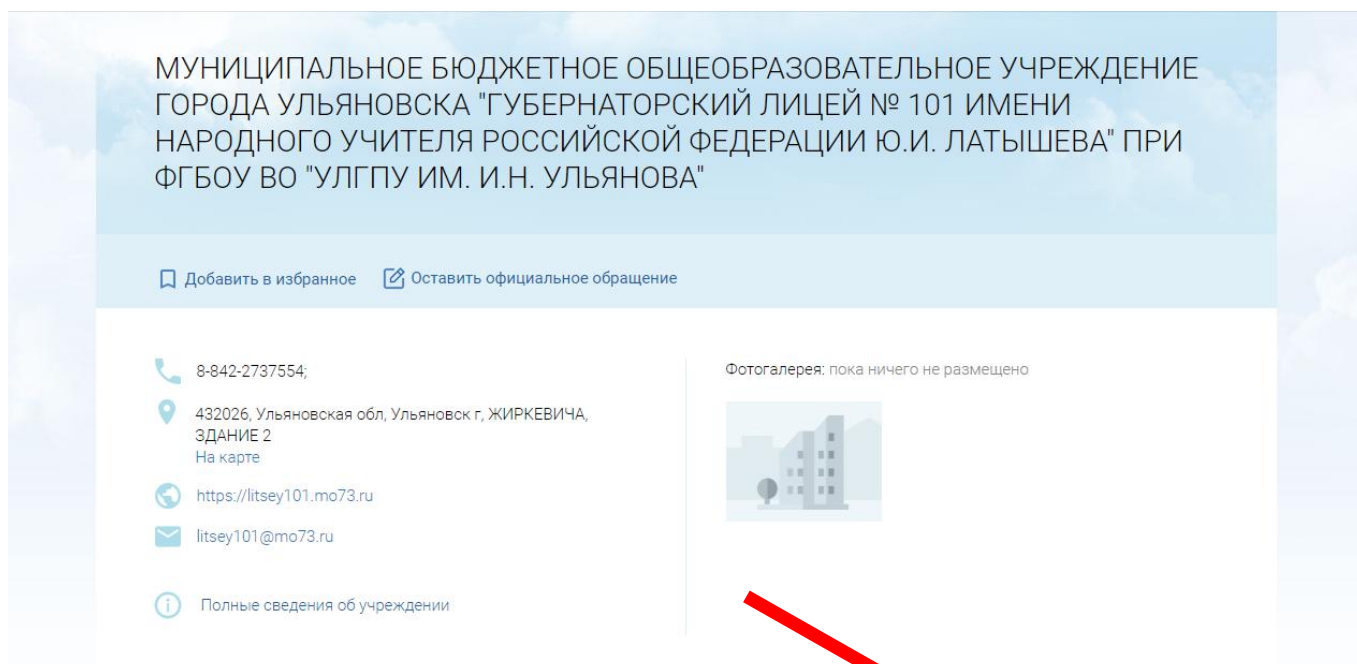 МУНИЦИПАЛЬНОЕ БЮДЖЕТНОЕ ОБЩЕОБРАЗОВАТЕЛЬНОЕ УЧРЕЖДЕНИЕ
ГОРОДА УЛЬЯНОВСКА "ГУБЕРНАТОРСКИЙ ЛИЦЕЙ № 101 ИМЕНИ
НАРОДНОГО УЧИТЕЛЯ РОССИЙСКОЙ ФЕДЕРАЦИИ Ю.И. ЛАТЫШЕВА" ПРИ
ФГБОУ ВО "УЛГПУ ИМ. И.Н. УЛЬЯНОВА"
Добавить в избранное Оставить официальное обращение
8-842-2737554;
432026, Ульяновская обл, Ульяновск г, ЖИРКЕВИЧА,
ЗДАНИЕ 2
На карте
https://litsey101.mo73.ru
litsey101@mo73.ru
Полные сведения об учреждении
Фотогалерея: пока ничего не размещено